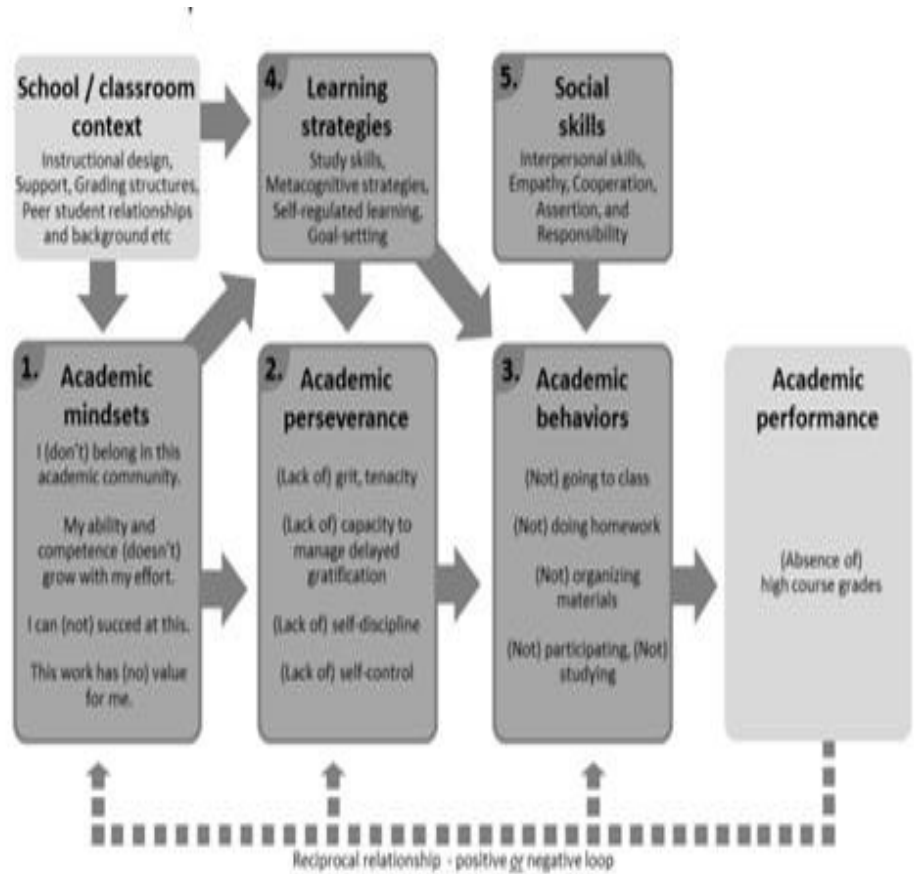 School / classroom
context
Instructional design,
Support, Grading structures,
Peer student relationships
and background etc
4.
Learning
strategies
Study skills,
Metacognitive strategies,
Self-regulated learning,
Goal-setting
5.
Social
skills
Interpersonal skills,
Empathy, Cooperation,
Assertion, and
Responsibility
1.
Academic
mindsets
I (don't) belong in this
academic community.
My ability and
competence (doesn't)
grow with my effort.
I can (not) succed at this.
This work has (no) value
for me.
2.
Academic
perseverance
(Lack of) grit, tenacity
(Lack of) capacity to
manage delayed
gratification
(Lack of) self-discipline
(Lack of) self-control
3.
Academic
behaviors
(Not) going to class
(Not) doing homework
(Not) organizing
materials
(Not) participating, (Not)
studying
Academic
performance
(Absence of)
high course grades
Reciprocal relationship - positive or negative loop